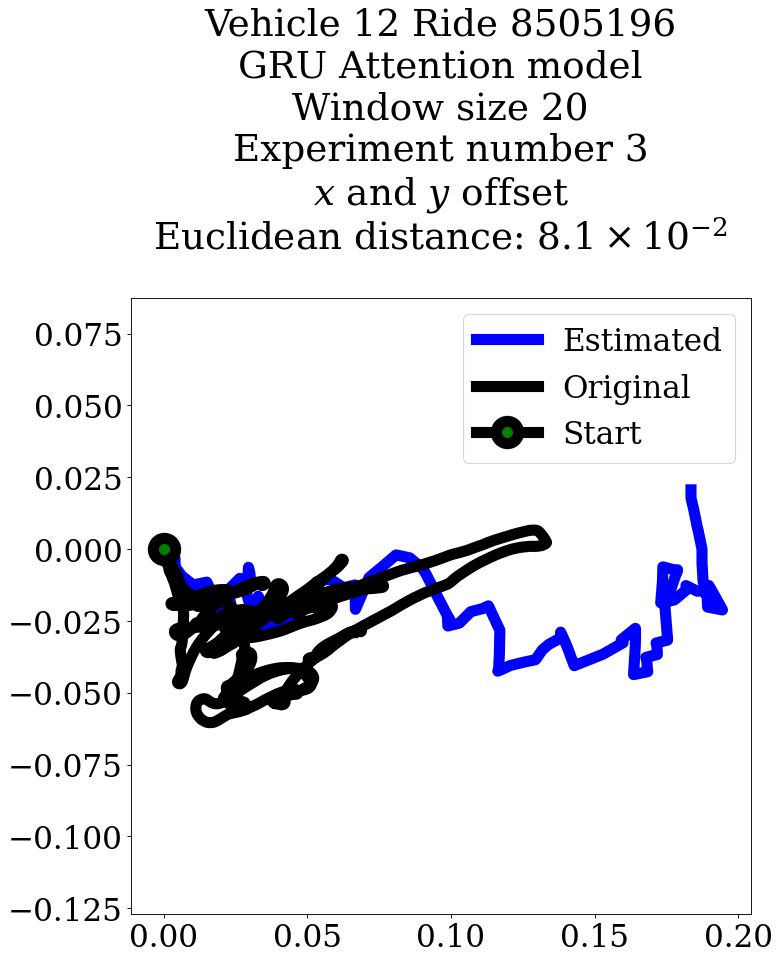 Vehicle 12 Ride 8505196
GRU Attention model
Window size 20
Experiment number 3
x and y offset
Euclidean distance: 8.1 × 10⁻²
Estimated
Original
Start
0.075
0.050
0.025
0.000
−0.025
−0.050
−0.075
−0.100
−0.125
0.00 0.05 0.10 0.15 0.20